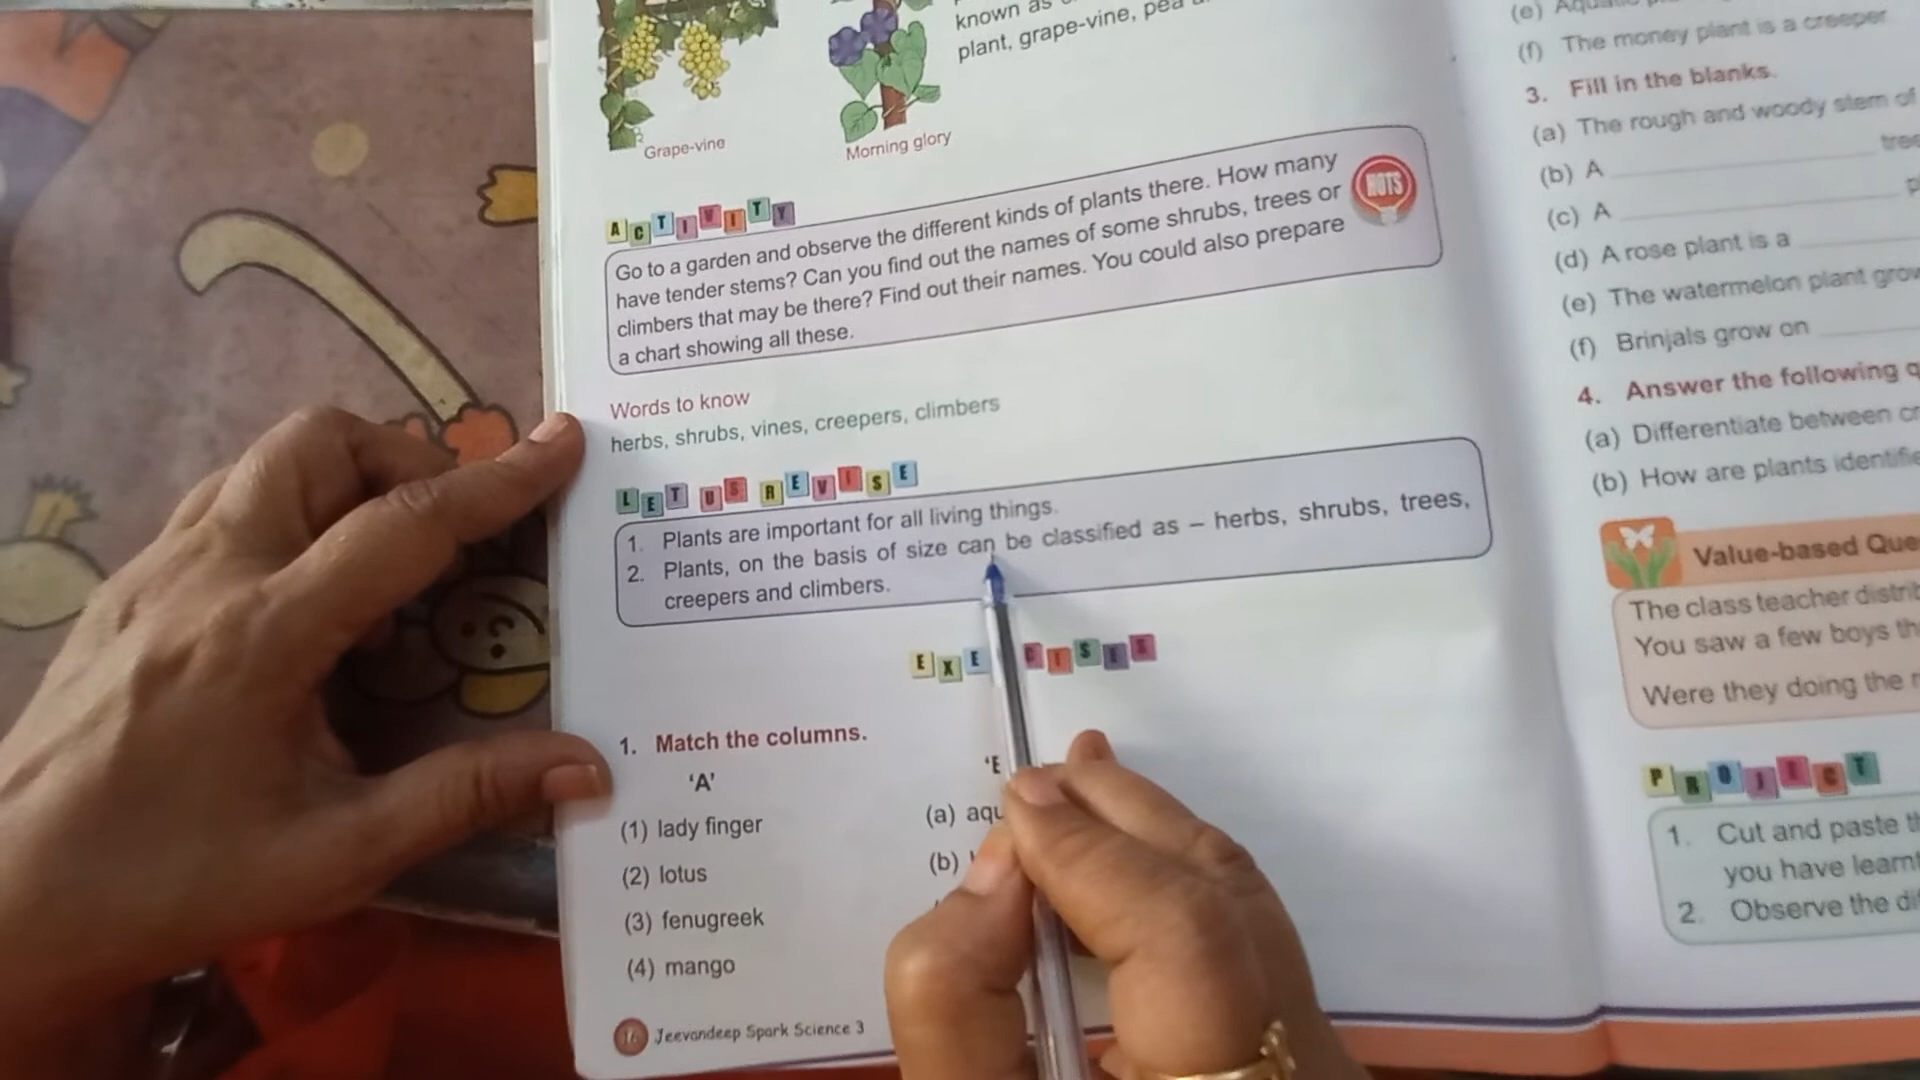 known as
plant, grape-vine, pea
Grape-vine
Morning glory
ACTIVITY
HOTS
Go to a garden and observe the different kinds of plants there. How many
have tender stems? Can you find out the names of some shrubs, trees or
climbers that may be there? Find out their names. You could also prepare
a chart showing all these.
Words to know
herbs, shrubs, vines, creepers, climbers
LET US REVISE
1. Plants are important for all living things.
2. Plants, on the basis of size can be classified as – herbs, shrubs, trees,
creepers and climbers.
EXE CISES
1. Match the columns.
'A'
(1) lady finger
(a)
(2) lotus
(b)
(3) fenugreek
(4) mango
16 Jeevandeep Spark Science 3
(e)
(f) The money plant is a creeper
3. Fill in the blanks.
(a) The rough and woody stem of
tree
(b) A
(c) A
(d) A rose plant is a
(e) The watermelon plant
(f) Brinjals grow on
4. Answer the following
(a) Differentiate between
(b) How are plants
Value-based
The class teacher
You saw a few boys
Were they doing the
PROJECT
1. Cut and paste
you have
2. Observe the